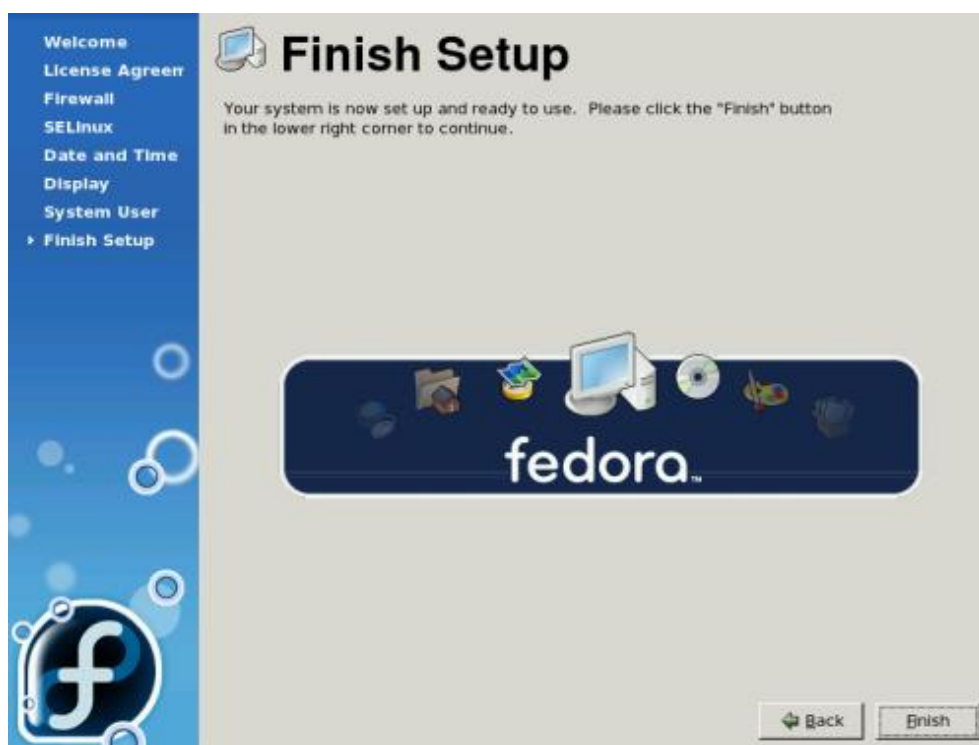 Welcome
License Agreem
Firewall
SELinux
Date and Time
Display
System User
Finish Setup
Finish Setup
Your system is now set up and ready to use. Please click the "Finish" button
in the lower right corner to continue.
fedora™
Back
Finish